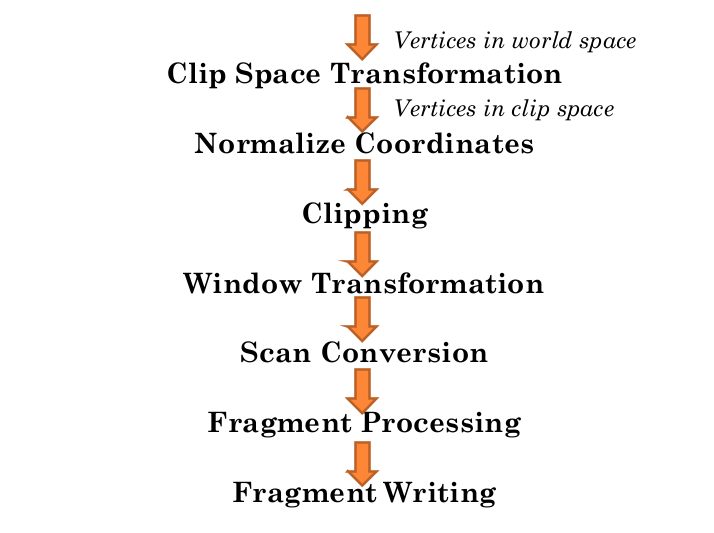 Vertices in world space
Clip Space Transformation
Vertices in clip space
Normalize Coordinates
Clipping
Window Transformation
Scan Conversion
Fragment Processing
Fragment Writing